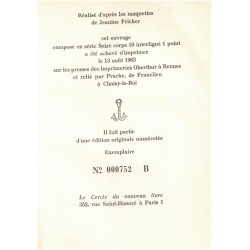 Réalisé d'après les maquettes
de Jeanine Fricker
cet ouvrage
composé en série Seize corps 10 interligné 1 point
a été achevé d'imprimer
le 13 août 1963
sur les presses des Imprimeries Oberthur à Rennes
et relié par Prache, de Franclieu
à Choisy-le-Roi
Il fait partie
d'une édition originale numérotée
Exemplaire
Nº 000752 B
Le Cercle du nouveau livre
352, rue Saint-Honoré à Paris 1